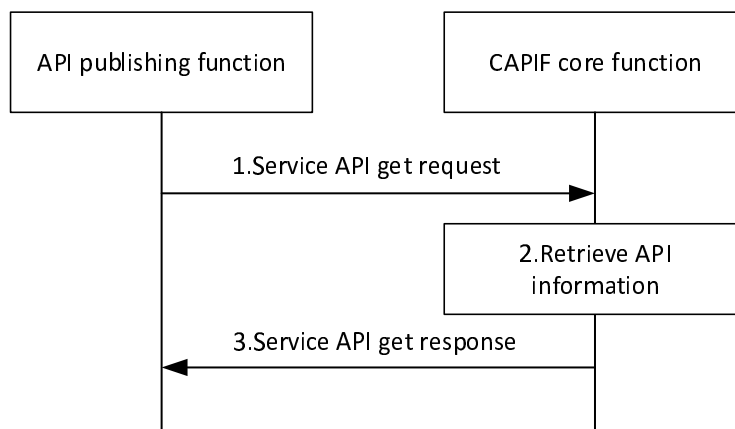 API publishing function
CAPIF core function
1.Service API get request
2.Retrieve API
information
3.Service API get response